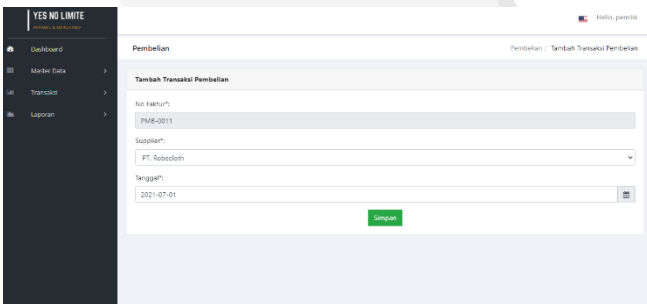 YES NO LIMITE
Hello, pemilik
Dashboard
Master Data
Transaksi
Laporan
Pembelian
Pembelian / Tambah Transaksi Pembelian
Tambah Transaksi Pembelian
No Faktur*:
PMB-0011
Supplier*:
PT. Robecloth
Tanggal*:
2021-07-01
Simpan